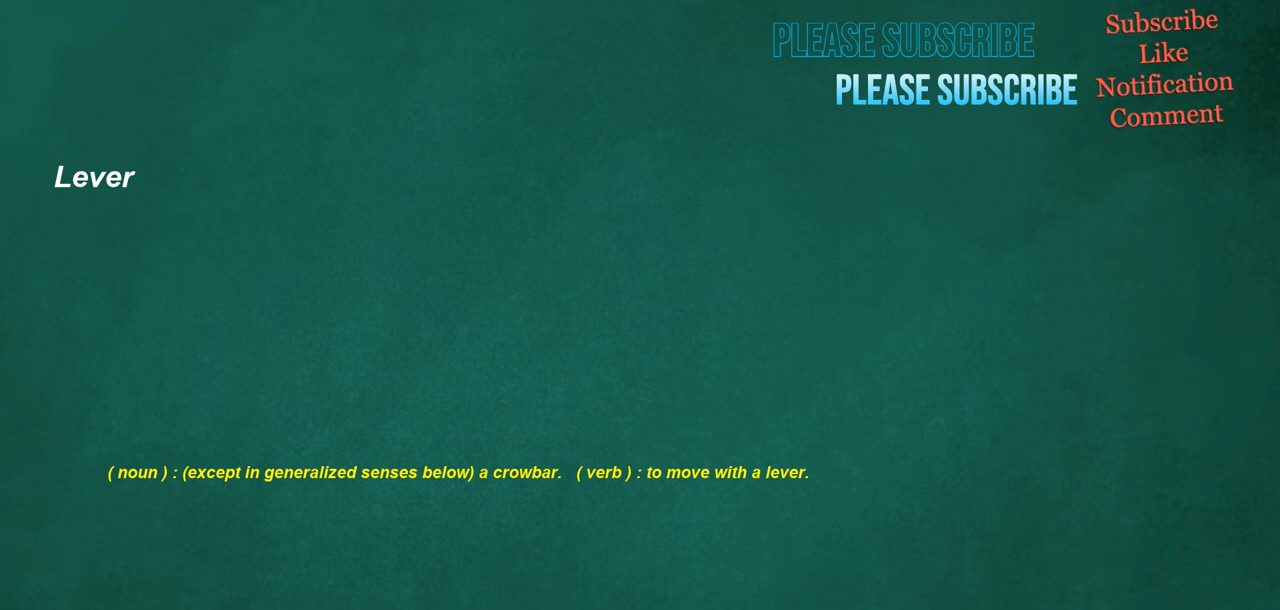 PLEASE SUBSCRIBE
PLEASE SUBSCRIBE
Subscribe
Like
Notification
Comment
Lever
( noun ) : (except in generalized senses below) a crowbar.   ( verb ) : to move with a lever.